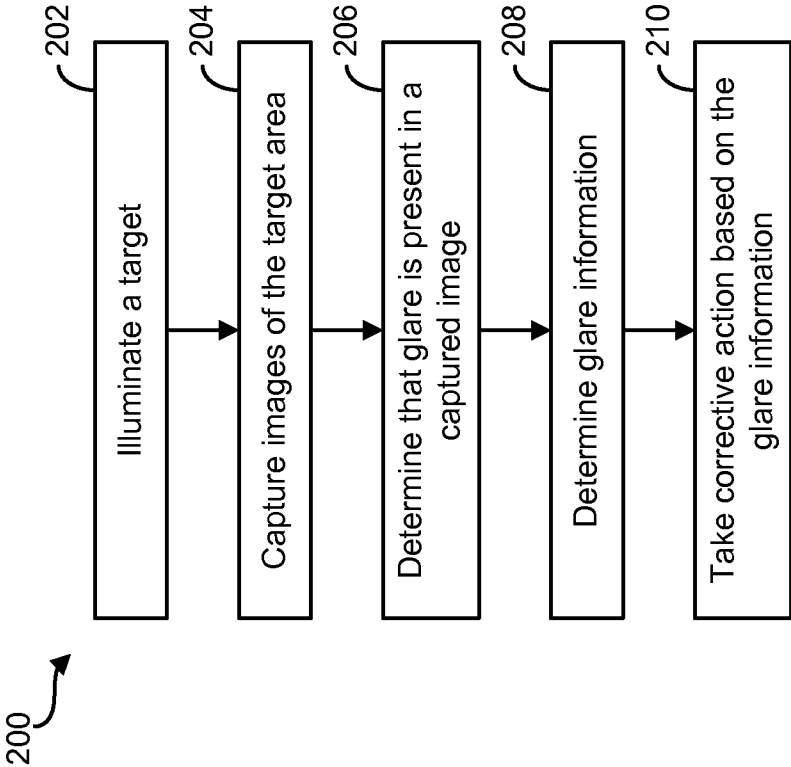 200
202
Illuminate a target
204
Capture images of the target area
206
Determine that glare is present in a
captured image
208
Determine glare information
210
Take corrective action based on the
glare information